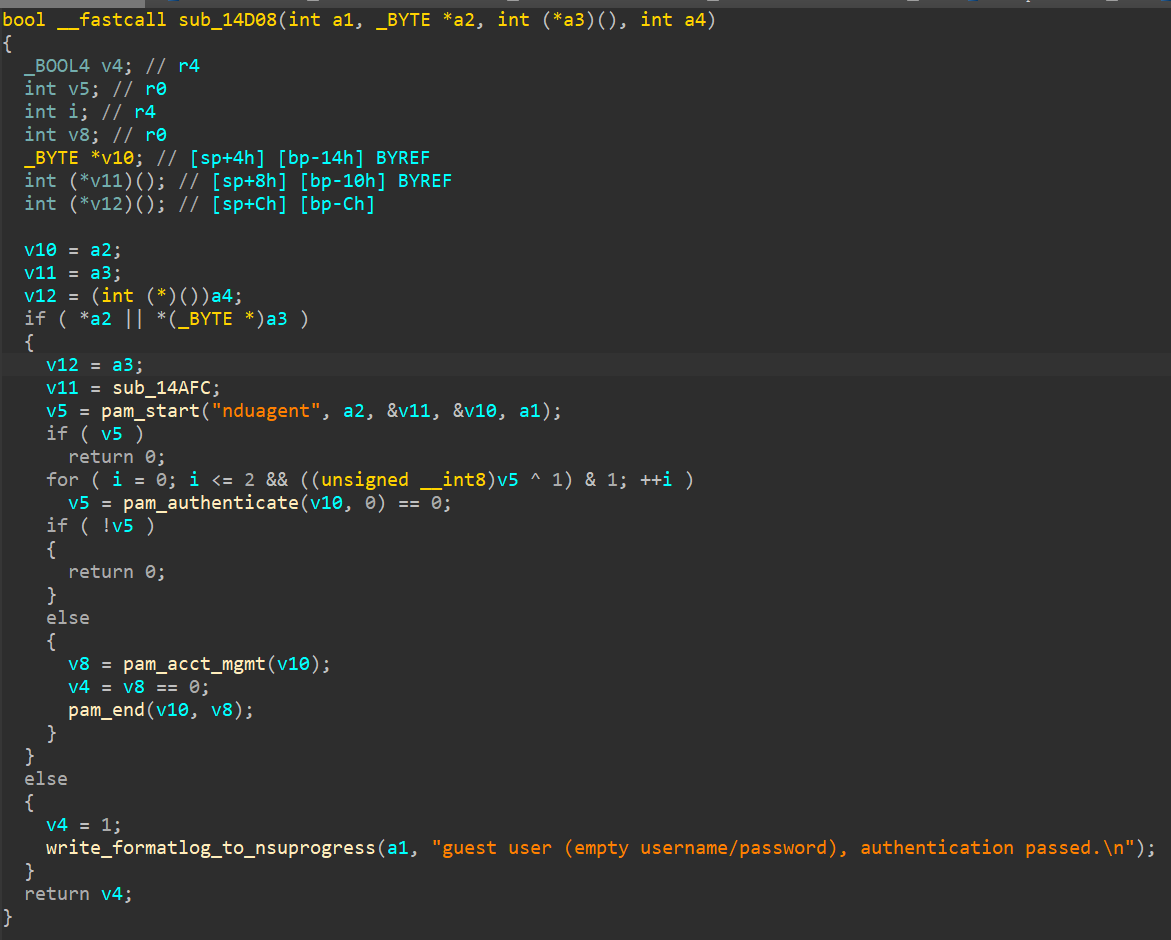 bool __fastcall sub_14D08(int a1, _BYTE *a2, int (*a3)(), int a4)
{
  _BOOL4 v4; // r4
  int v5; // r0
  int i; // r4
  int v8; // r0
  _BYTE *v10; // [sp+4h] [bp-14h] BYREF
  int (*v11)(); // [sp+8h] [bp-10h] BYREF
  int (*v12)(); // [sp+Ch] [bp-Ch]

  v10 = a2;
  v11 = a3;
  v12 = (int (*)())a4;
  if ( *a2 || *(_BYTE *)a3 )
  {
    v12 = a3;
    v11 = sub_14AFC;
    v5 = pam_start("nduagent", a2, &v11, &v10, a1);
    if ( v5 )
      return 0;
    for ( i = 0; i <= 2 && ((unsigned __int8)v5 ^ 1) & 1; ++i )
      v5 = pam_authenticate(v10, 0) == 0;
    if ( !v5 )
    {
      return 0;
    }
    else
    {
      v8 = pam_acct_mgmt(v10);
      v4 = v8 == 0;
      pam_end(v10, v8);
    }
  }
  else
  {
    v4 = 1;
    write_formatlog_to_nsuprogress(a1, "guest user (empty username/password), authentication passed.\n");
  }
  return v4;
}